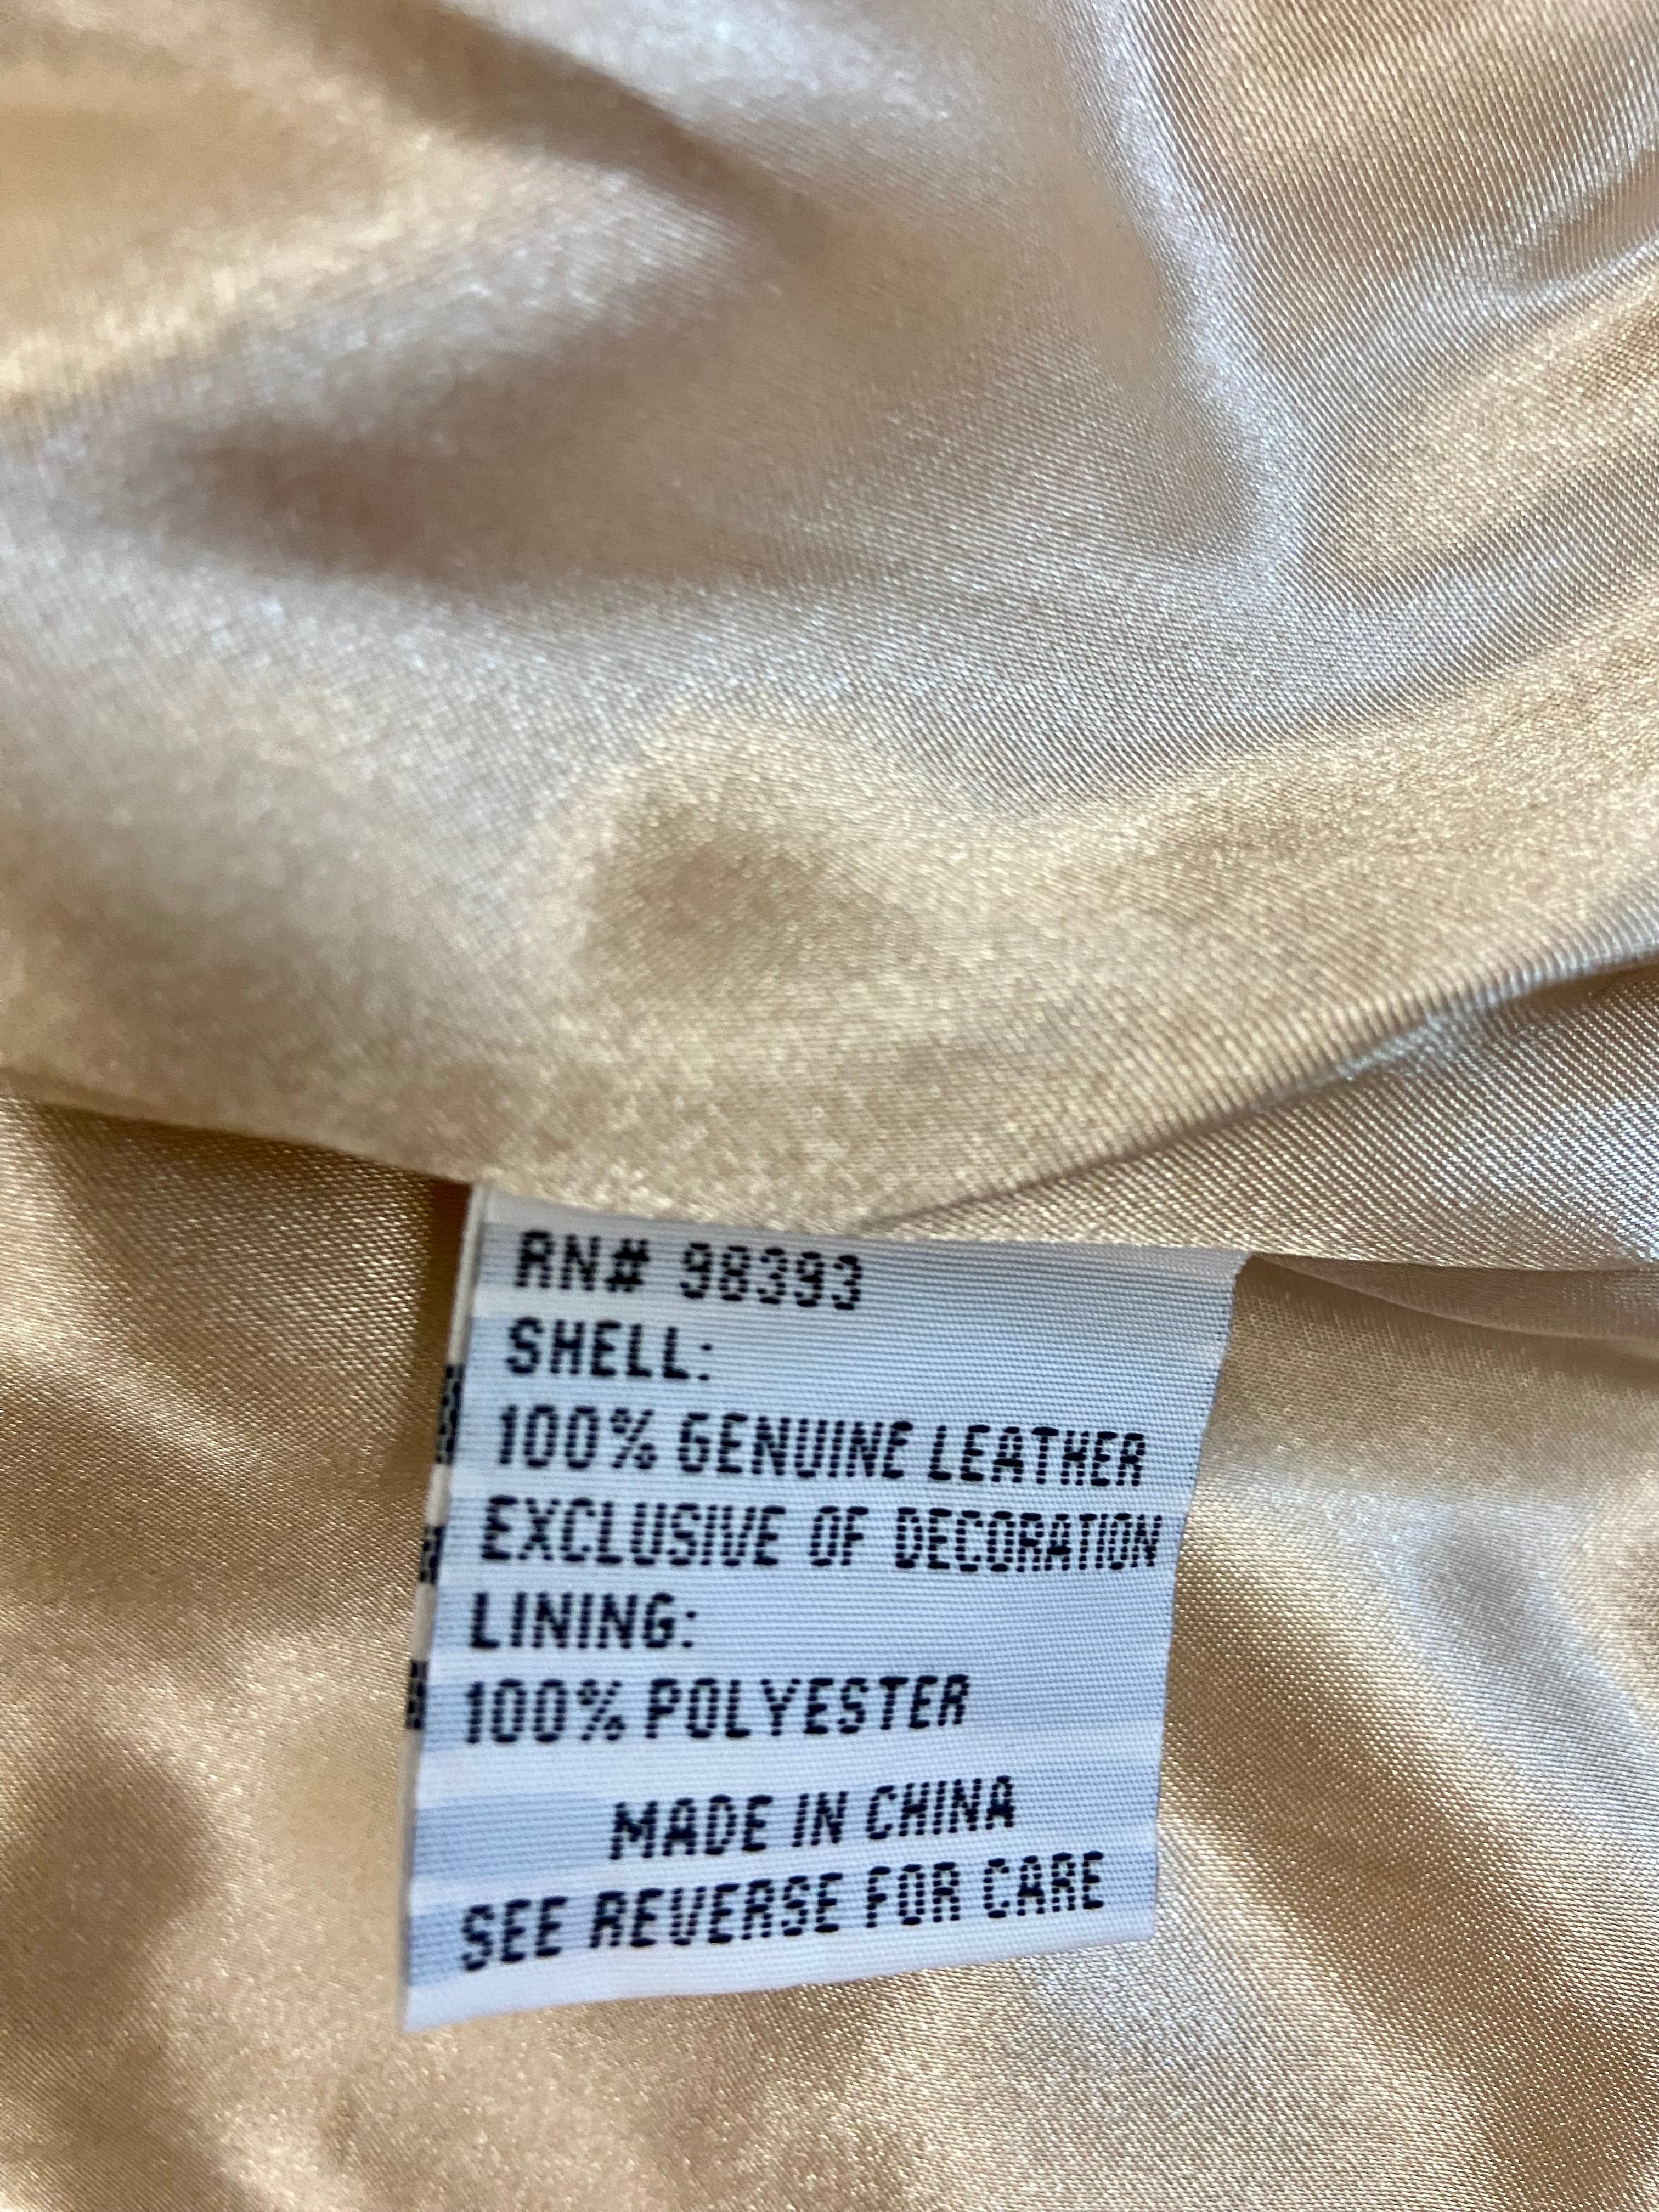 RN# 98393
SHELL:
100% GENUINE LEATHER
EXCLUSIVE OF DECORATION
LINING:
100% POLYESTER
MADE IN CHINA
SEE REVERSE FOR CARE